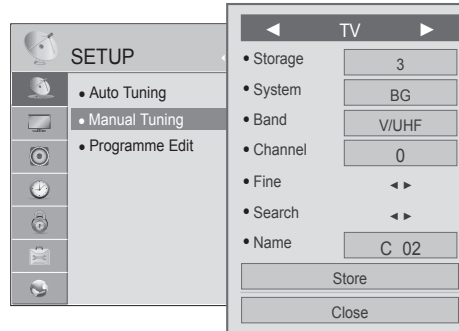 SETUP
• Auto Tuning
• Manual Tuning
• Programme Edit
◄ TV ►
• Storage 3
• System BG
• Band V/UHF
• Channel 0
• Fine ◄ ►
• Search ◄ ►
• Name C 02
Store
Close